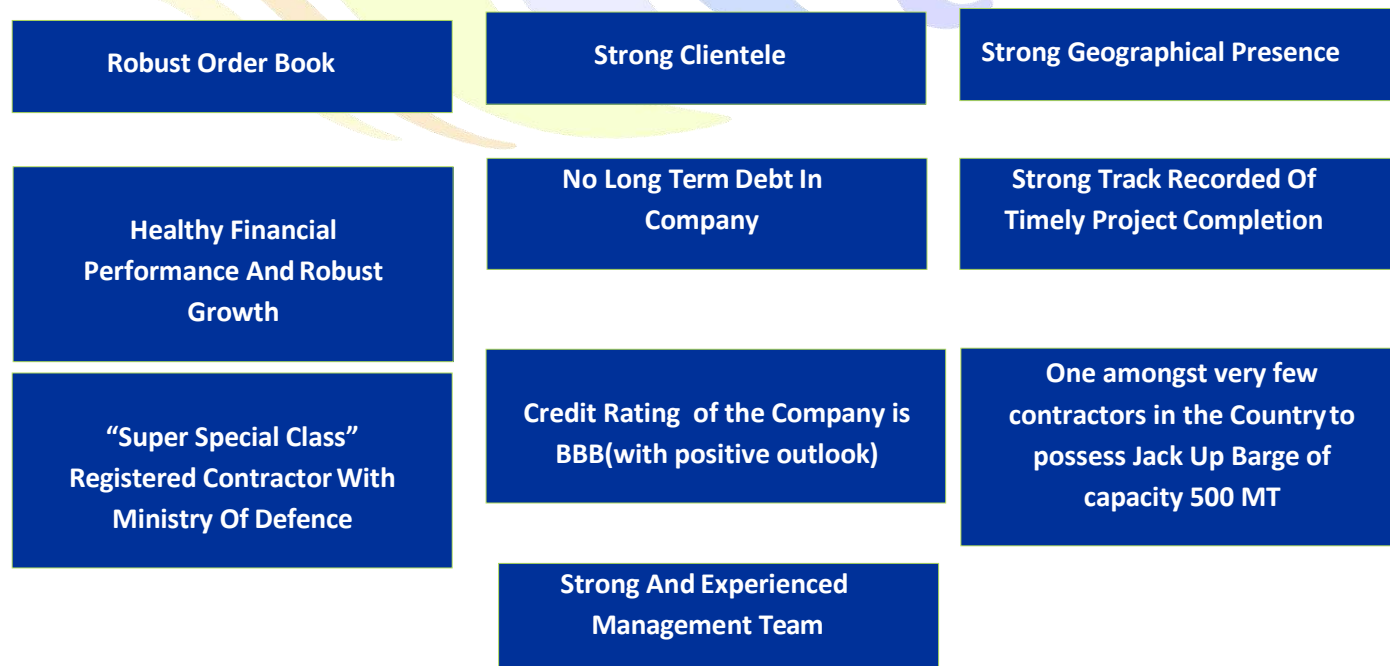 Robust Order Book
Strong Clientele
Strong Geographical Presence
Healthy Financial
Performance And Robust
Growth
No Long Term Debt In
Company
Strong Track Recorded Of
Timely Project Completion
“Super Special Class”
Registered Contractor With
Ministry Of Defence
Credit Rating of the Company is
BBB(with positive outlook)
One amongst very few
contractors in the Country to
possess Jack Up Barge of
capacity 500 MT
Strong And Experienced
Management Team